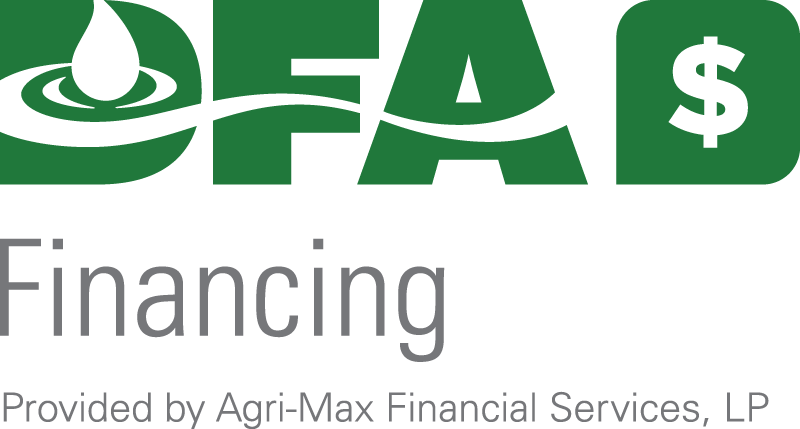 DFA $
Financing
Provided by Agri-Max Financial Services, LP